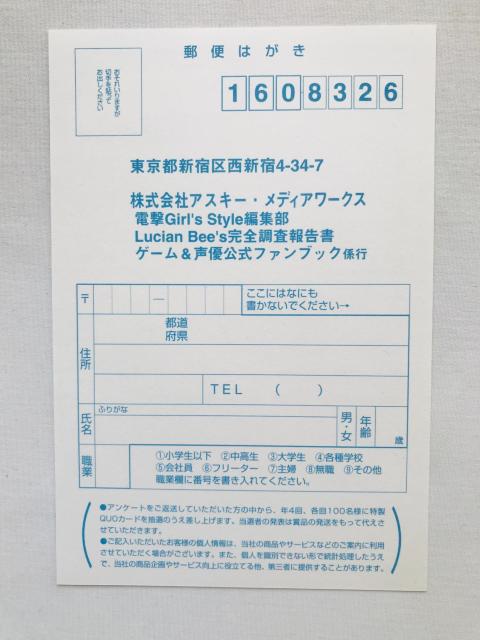 郵便はがき
おそれいりますが
切手を貼って
お出しください
1608326
東京都新宿区西新宿4-34-7
株式会社アスキー・メディアワークス
電撃Girl's Style編集部
Lucian Bee's完全調査報告書
ゲーム＆声優公式ファンブック係行
〒 ー ここにはなにも
書かないでください→
住所 都道
府県
TEL （ ）
氏名 ふりがな 男・女 年齢 歳
職業 ①小学生以下 ②中高生 ③大学生 ④各種学校
⑤会社員 ⑥フリーター ⑦主婦 ⑧無職 ⑨その他
職業欄に番号を書き入れてください。
●アンケートをご返送していただいた方の中から、年4回、各回100名様に特製
QUOカードを抽選のうえ差し上げます。当選者の発表は賞品の発送をもって代えさ
せていただきます。
●ご記入いただいたお客様の個人情報は、当社の商品やサービスなどのご案内に利用
させていただく場合がございます。また、個人を識別できない形で統計処理したうえ
で、当社の商品企画やサービス向上に役立てる他、第三者に提供することがあります。